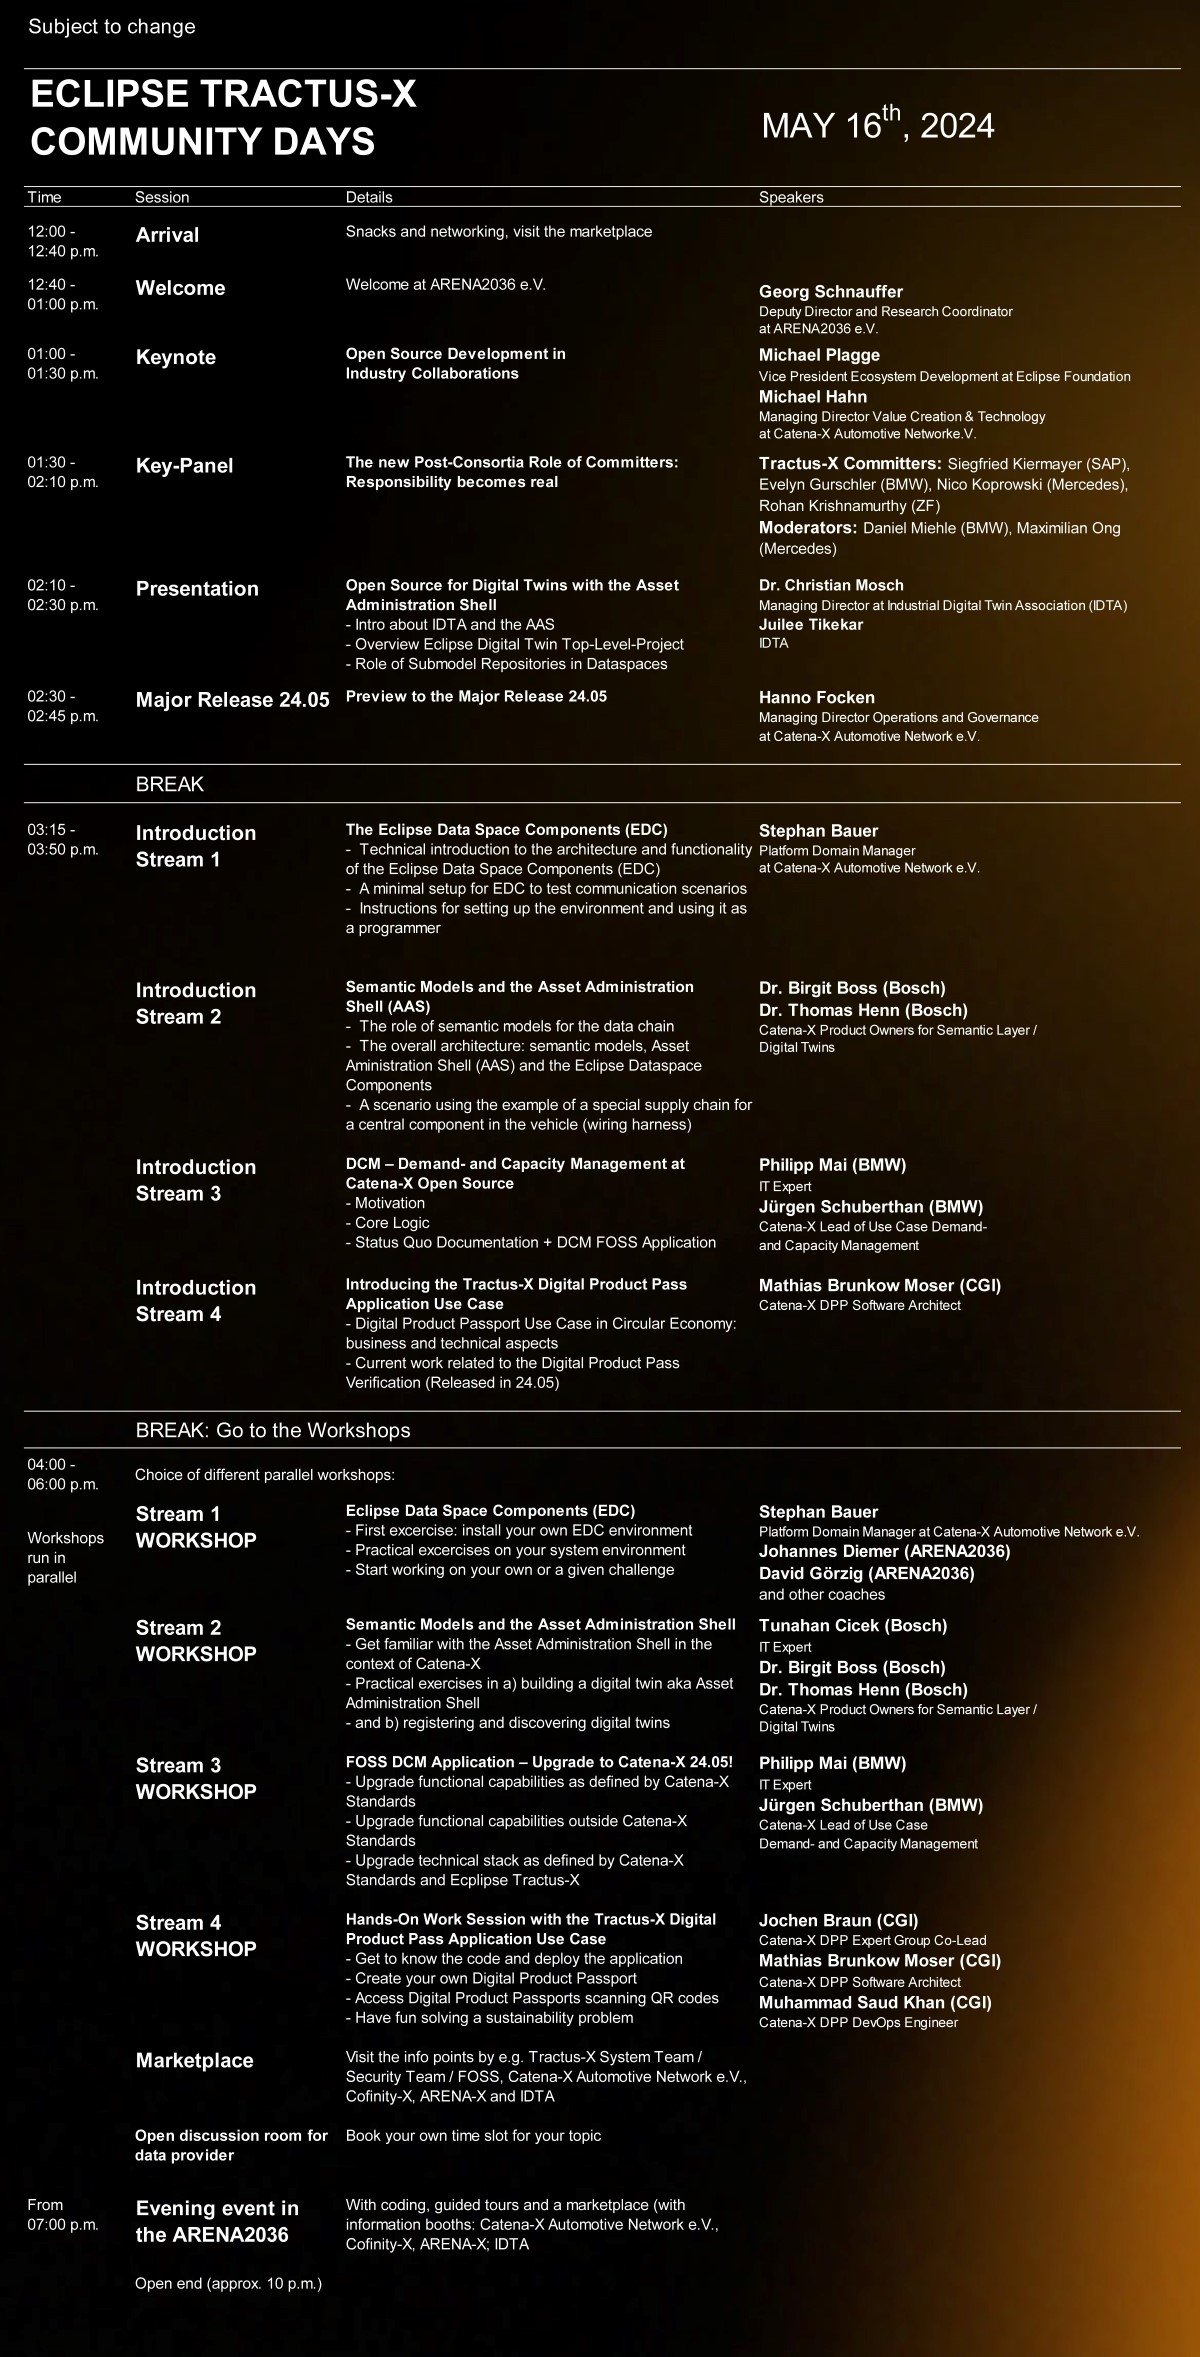 Subject to change
ECLIPSE TRACTUS-X
COMMUNITY DAYS
MAY 16th, 2024
Time Session Details Speakers
12:00 -
12:40 p.m.
Arrival
Snacks and networking, visit the marketplace
12:40 -
01:00 p.m.
Welcome
Welcome at ARENA2036 e.V.
Georg Schnauffer
Deputy Director and Research Coordinator
at ARENA2036 e.V.
01:00 -
01:30 p.m.
Keynote
Open Source Development in
Industry Collaborations
Michael Plagge
Vice President Ecosystem Development at Eclipse Foundation
Michael Hahn
Managing Director Value Creation & Technology
at Catena-X Automotive Networke.V.
01:30 -
02:10 p.m.
Key-Panel
The new Post-Consortia Role of Committers:
Responsibility becomes real
Tractus-X Committers: Siegfried Kiermayer (SAP),
Evelyn Gurschler (BMW), Nico Koprowski (Mercedes),
Rohan Krishnamurthy (ZF)
Moderators: Daniel Miehle (BMW), Maximilian Ong
(Mercedes)
02:10 -
02:30 p.m.
Presentation
Open Source for Digital Twins with the Asset
Administration Shell
- Intro about IDTA and the AAS
- Overview Eclipse Digital Twin Top-Level-Project
- Role of Submodel Repositories in Dataspaces
Dr. Christian Mosch
Managing Director at Industrial Digital Twin Association (IDTA)
Juilee Tikekar
IDTA
02:30 -
02:45 p.m.
Major Release 24.05
Preview to the Major Release 24.05
Hanno Focken
Managing Director Operations and Governance
at Catena-X Automotive Network e.V.
BREAK
03:15 -
03:50 p.m.
Introduction
Stream 1
The Eclipse Data Space Components (EDC)
- Technical introduction to the architecture and functionality
of the Eclipse Data Space Components (EDC)
- A minimal setup for EDC to test communication scenarios
- Instructions for setting up the environment and using it as
a programmer
Stephan Bauer
Platform Domain Manager
at Catena-X Automotive Network e.V.
Introduction
Stream 2
Semantic Models and the Asset Administration
Shell (AAS)
- The role of semantic models for the data chain
- The overall architecture: semantic models, Asset
Aministration Shell (AAS) and the Eclipse Dataspace
Components
- A scenario using the example of a special supply chain for
a central component in the vehicle (wiring harness)
Dr. Birgit Boss (Bosch)
Dr. Thomas Henn (Bosch)
Catena-X Product Owners for Semantic Layer /
Digital Twins
Introduction
Stream 3
DCM – Demand- and Capacity Management at
Catena-X Open Source
- Motivation
- Core Logic
- Status Quo Documentation + DCM FOSS Application
Philipp Mai (BMW)
IT Expert
Jürgen Schuberthan (BMW)
Catena-X Lead of Use Case Demand-
and Capacity Management
Introduction
Stream 4
Introducing the Tractus-X Digital Product Pass
Application Use Case
- Digital Product Passport Use Case in Circular Economy:
business and technical aspects
- Current work related to the Digital Product Pass
Verification (Released in 24.05)
Mathias Brunkow Moser (CGI)
Catena-X DPP Software Architect
BREAK: Go to the Workshops
04:00 -
06:00 p.m.
Choice of different parallel workshops:
Workshops
run in
parallel
Stream 1
WORKSHOP
Eclipse Data Space Components (EDC)
- First excercise: install your own EDC environment
- Practical excercises on your system environment
- Start working on your own or a given challenge
Stephan Bauer
Platform Domain Manager at Catena-X Automotive Network e.V.
Johannes Diemer (ARENA2036)
David Görzig (ARENA2036)
and other coaches
Stream 2
WORKSHOP
Semantic Models and the Asset Administration Shell
- Get familiar with the Asset Administration Shell in the
context of Catena-X
- Practical exercises in a) building a digital twin aka Asset
Administration Shell
- and b) registering and discovering digital twins
Tunahan Cicek (Bosch)
IT Expert
Dr. Birgit Boss (Bosch)
Dr. Thomas Henn (Bosch)
Catena-X Product Owners for Semantic Layer /
Digital Twins
Stream 3
WORKSHOP
FOSS DCM Application – Upgrade to Catena-X 24.05!
- Upgrade functional capabilities as defined by Catena-X
Standards
- Upgrade functional capabilities outside Catena-X
Standards
- Upgrade technical stack as defined by Catena-X
Standards and Ecplipse Tractus-X
Philipp Mai (BMW)
IT Expert
Jürgen Schuberthan (BMW)
Catena-X Lead of Use Case
Demand- and Capacity Management
Stream 4
WORKSHOP
Hands-On Work Session with the Tractus-X Digital
Product Pass Application Use Case
- Get to know the code and deploy the application
- Create your own Digital Product Passport
- Access Digital Product Passports scanning QR codes
- Have fun solving a sustainability problem
Jochen Braun (CGI)
Catena-X DPP Expert Group Co-Lead
Mathias Brunkow Moser (CGI)
Catena-X DPP Software Architect
Muhammad Saud Khan (CGI)
Catena-X DPP DevOps Engineer
Marketplace
Visit the info points by e.g. Tractus-X System Team /
Security Team / FOSS, Catena-X Automotive Network e.V.,
Cofinity-X, ARENA-X and IDTA
Open discussion room for
data provider
Book your own time slot for your topic
From
07:00 p.m.
Evening event in
the ARENA2036
With coding, guided tours and a marketplace (with
information booths: Catena-X Automotive Network e.V.,
Cofinity-X, ARENA-X; IDTA
Open end (approx. 10 p.m.)